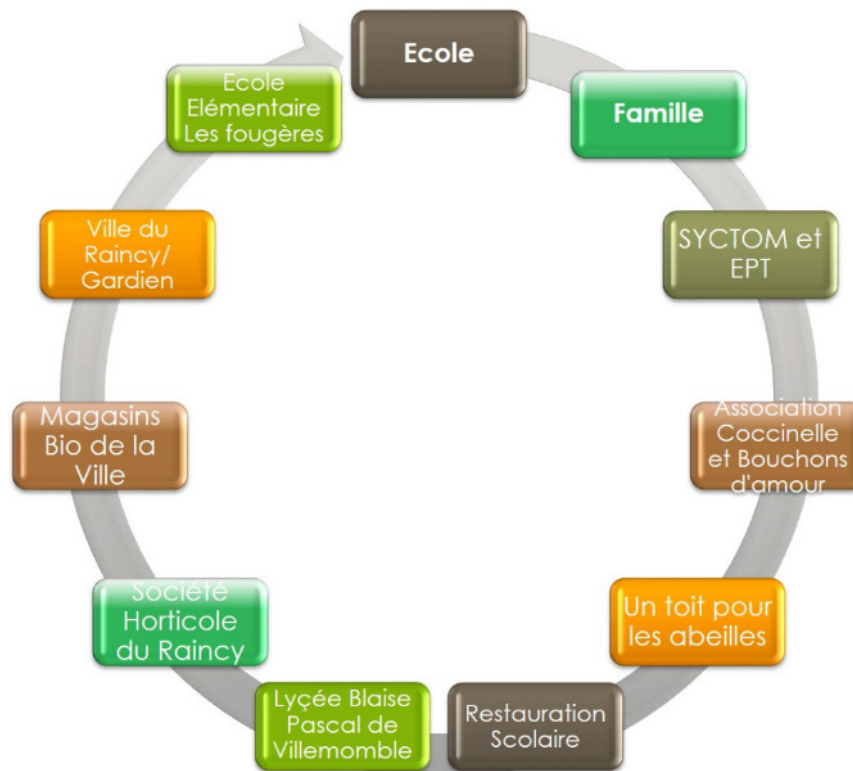 Ecole
Famille
SYCTOM et
EPT
Association
Coccinelle
et Bouchons
d'amour
Un toit pour
les abeilles
Restauration
Scolaire
Lyçée Blaise
Pascal de
Villemomble
Société
Horticole
du Raincy
Magasins
Bio de la
Ville
Ville du
Raincy/
Gardien
Ecole
Elémentaire
Les fougères